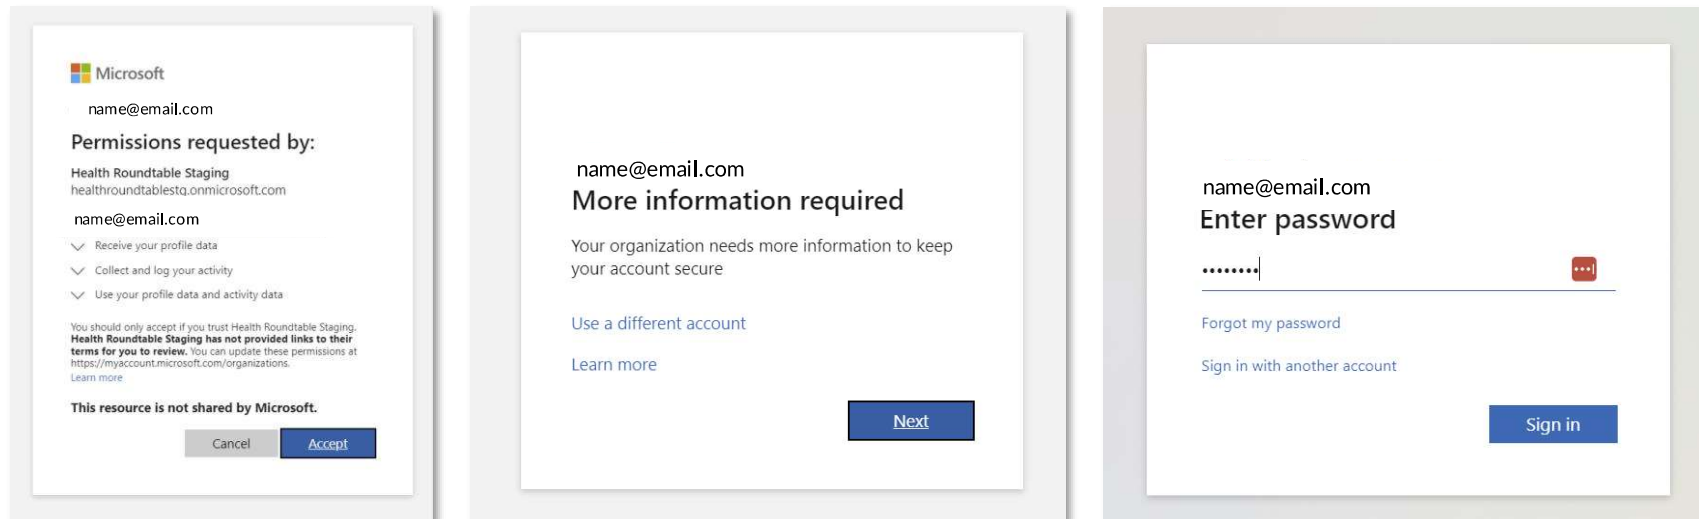 Microsoft
name@email.com
Permissions requested by:
Health Roundtable Staging
healthroundtablestg.onmicrosoft.com
name@email.com
Receive your profile data
Collect and log your activity
Use your profile data and activity data
You should only accept if you trust Health Roundtable Staging.
Health Roundtable Staging has not provided links to their
terms for you to review. You can update these permissions at
https://myaccount.microsoft.com/organizations.
Learn more
This resource is not shared by Microsoft.
Cancel
Accept
name@email.com
More information required
Your organization needs more information to keep
your account secure
Use a different account
Learn more
Next
name@email.com
Enter password
••••••••
Forgot my password
Sign in with another account
Sign in